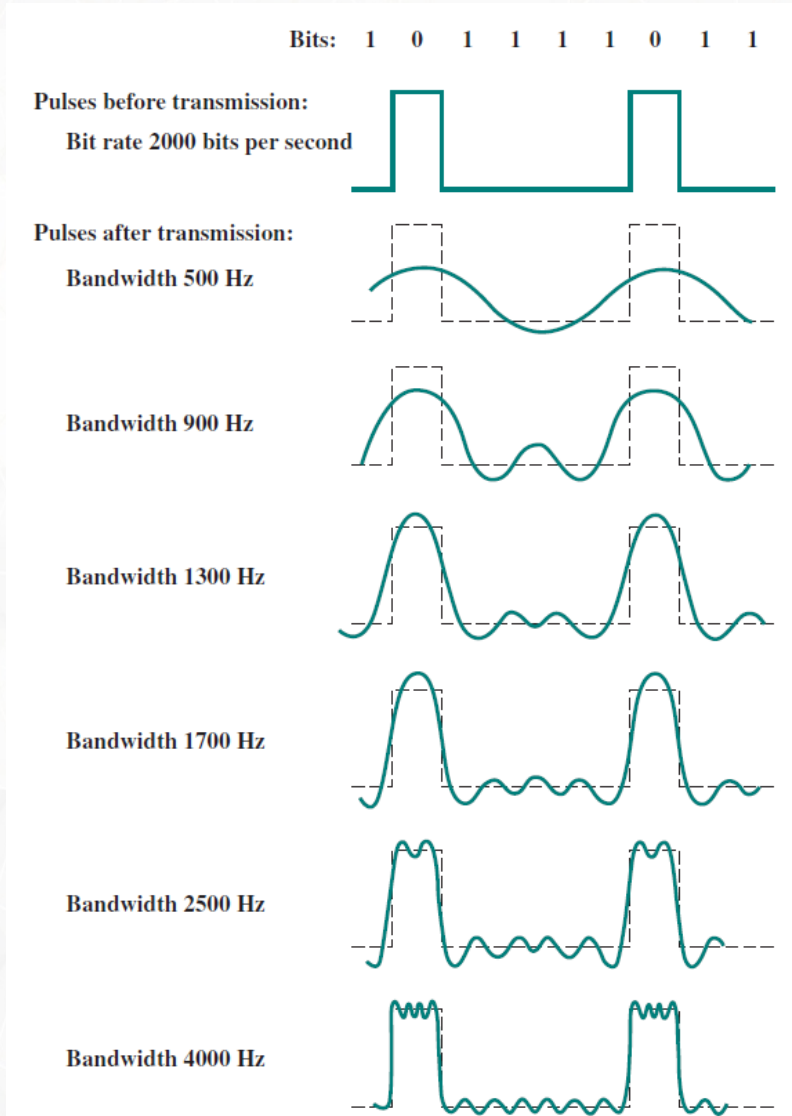 Bits: 1 0 1 1 1 1 0 1 1
Pulses before transmission:
Bit rate 2000 bits per second
Pulses after transmission:
Bandwidth 500 Hz
Bandwidth 900 Hz
Bandwidth 1300 Hz
Bandwidth 1700 Hz
Bandwidth 2500 Hz
Bandwidth 4000 Hz